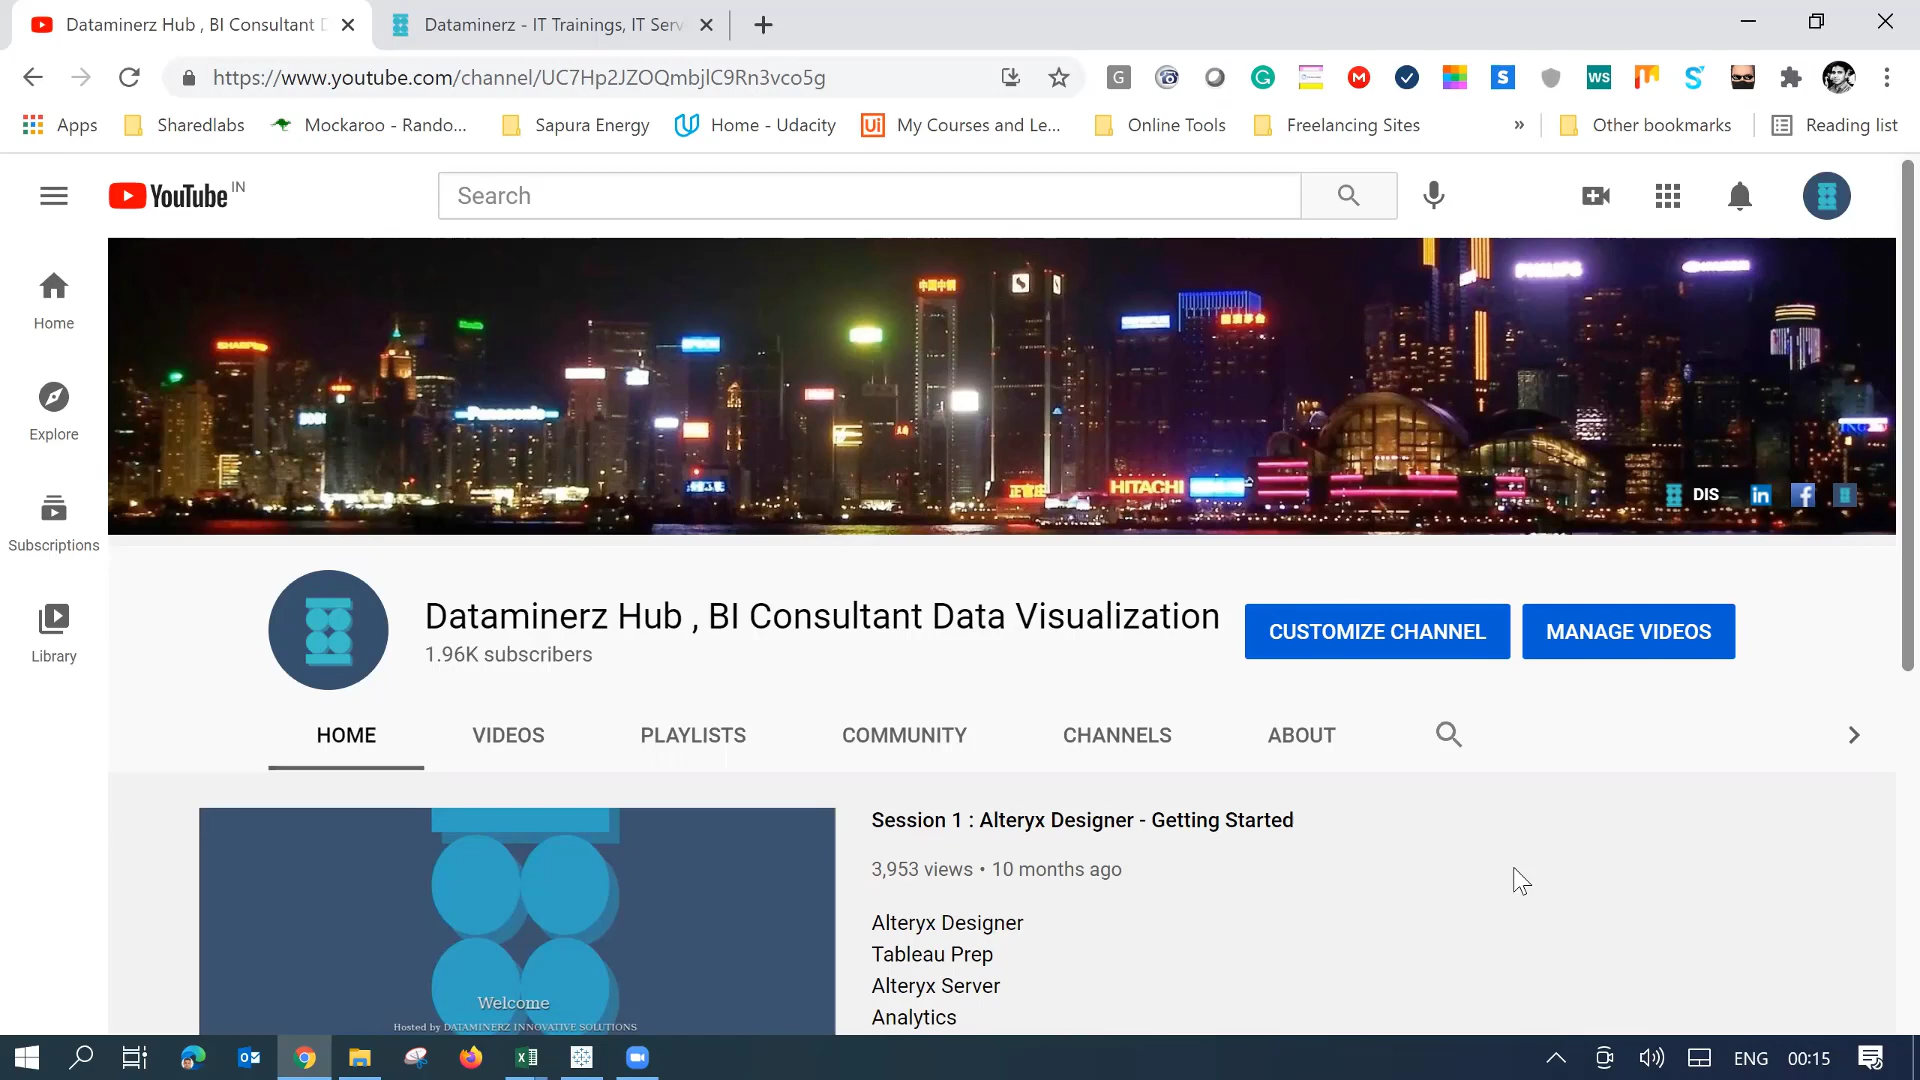 Dataminerz Hub , BI Consultant D
Dataminerz - IT Trainings, IT Serv
https://www.youtube.com/channel/UC7Hp2JZOQmbjlC9Rn3vco5g
Apps
Sharedlabs
Mockaroo - Rando...
Sapura Energy
Home - Udacity
My Courses and Le...
Online Tools
Freelancing Sites
»
Other bookmarks
Reading list
YouTube IN
Search
Home
Explore
Subscriptions
Library
SHARP
EPSON
Panasonic
PHILIPS
HITACHI
DIS
Dataminerz Hub , BI Consultant Data Visualization
1.96K subscribers
CUSTOMIZE CHANNEL
MANAGE VIDEOS
HOME
VIDEOS
PLAYLISTS
COMMUNITY
CHANNELS
ABOUT
Session 1 : Alteryx Designer - Getting Started
3,953 views • 10 months ago
Alteryx Designer
Tableau Prep
Alteryx Server
Analytics
Welcome
Hosted by DATAMINERZ INNOVATIVE SOLUTIONS
ENG
00:15